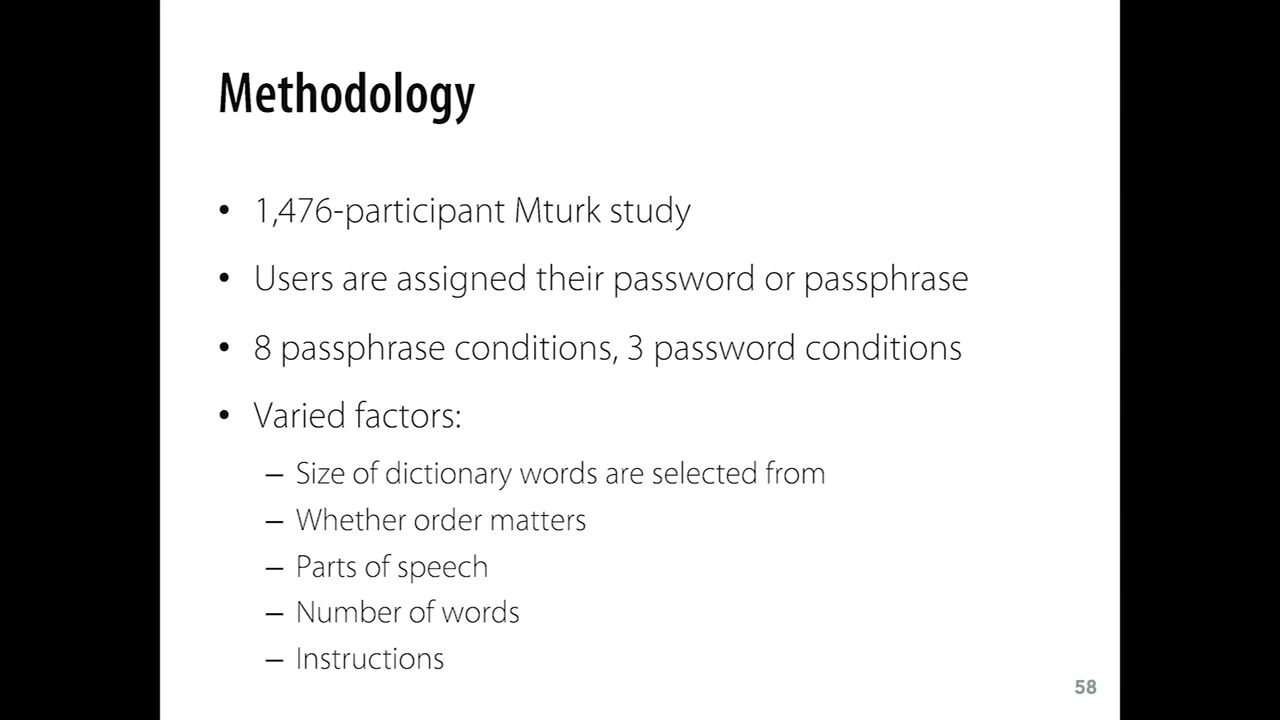 Methodology
• 1,476-participant Mturk study
• Users are assigned their password or passphrase
• 8 passphrase conditions, 3 password conditions
• Varied factors:
– Size of dictionary words are selected from
– Whether order matters
– Parts of speech
– Number of words
– Instructions
58